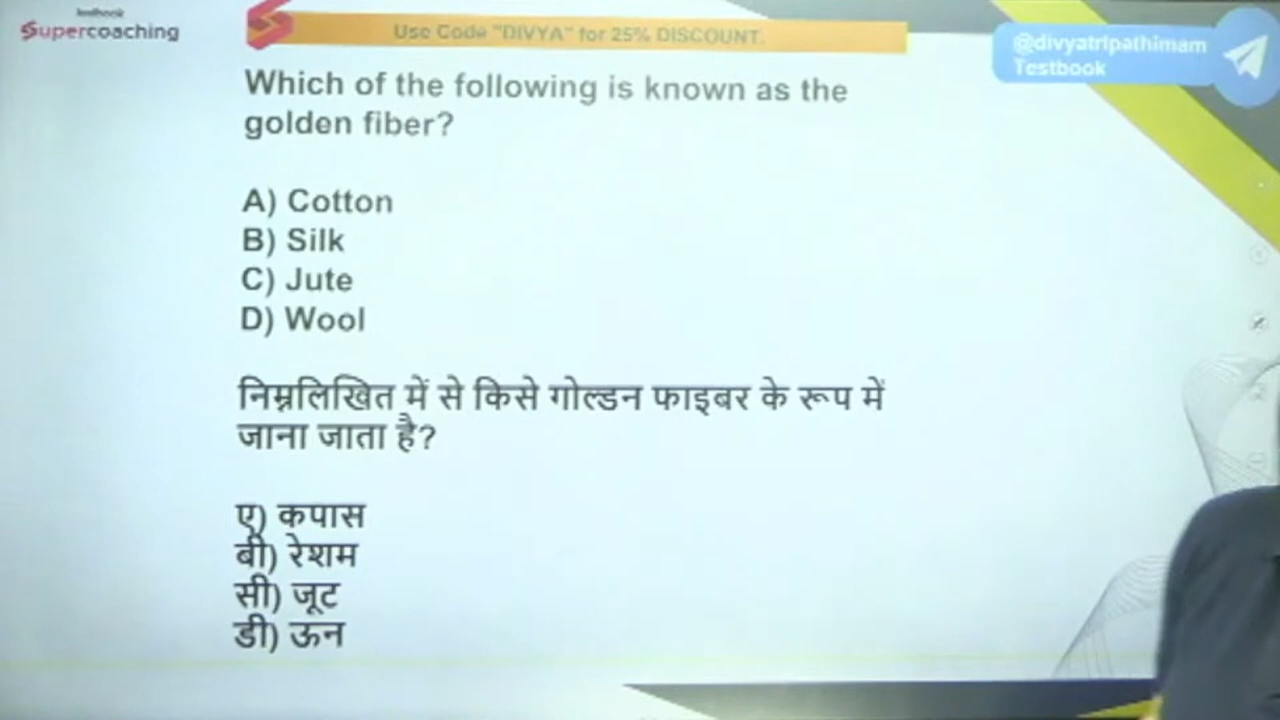 testbook
Supercoaching
Use Code "DIVYA" for 25% DISCOUNT.
@divyatripathimam
Testbook
Which of the following is known as the
golden fiber?
A) Cotton
B) Silk
C) Jute
D) Wool
निम्नलिखित में से किसे गोल्डन फाइबर के रूप में
जाना जाता है?
ए) कपास
बी) रेशम
सी) जूट
डी) ऊन